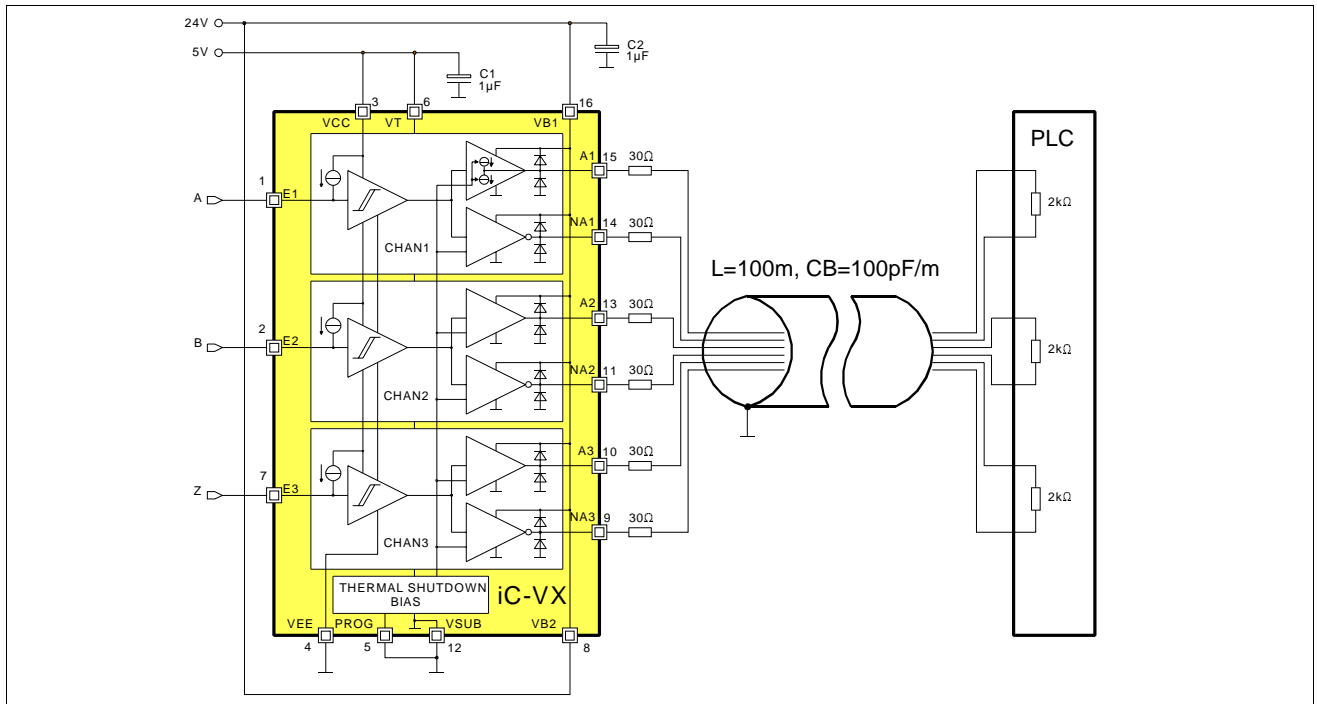 24V
C2
1µF
5V
C1
1µF
3
6
16
VCC
VT
VB1
PLC
A1
15
30Ω
1
A
E1
2kΩ
NA1
14
30Ω
CHAN1
L=100m, CB=100pF/m
A2
13
30Ω
2
B
E2
2kΩ
NA2
11
30Ω
CHAN2
A3
10
30Ω
7
Z
E3
2kΩ
NA3
9
30Ω
CHAN3
THERMAL SHUTDOWN
BIAS
iC-VX
VEE
PROG
VSUB
VB2
4
5
12
8